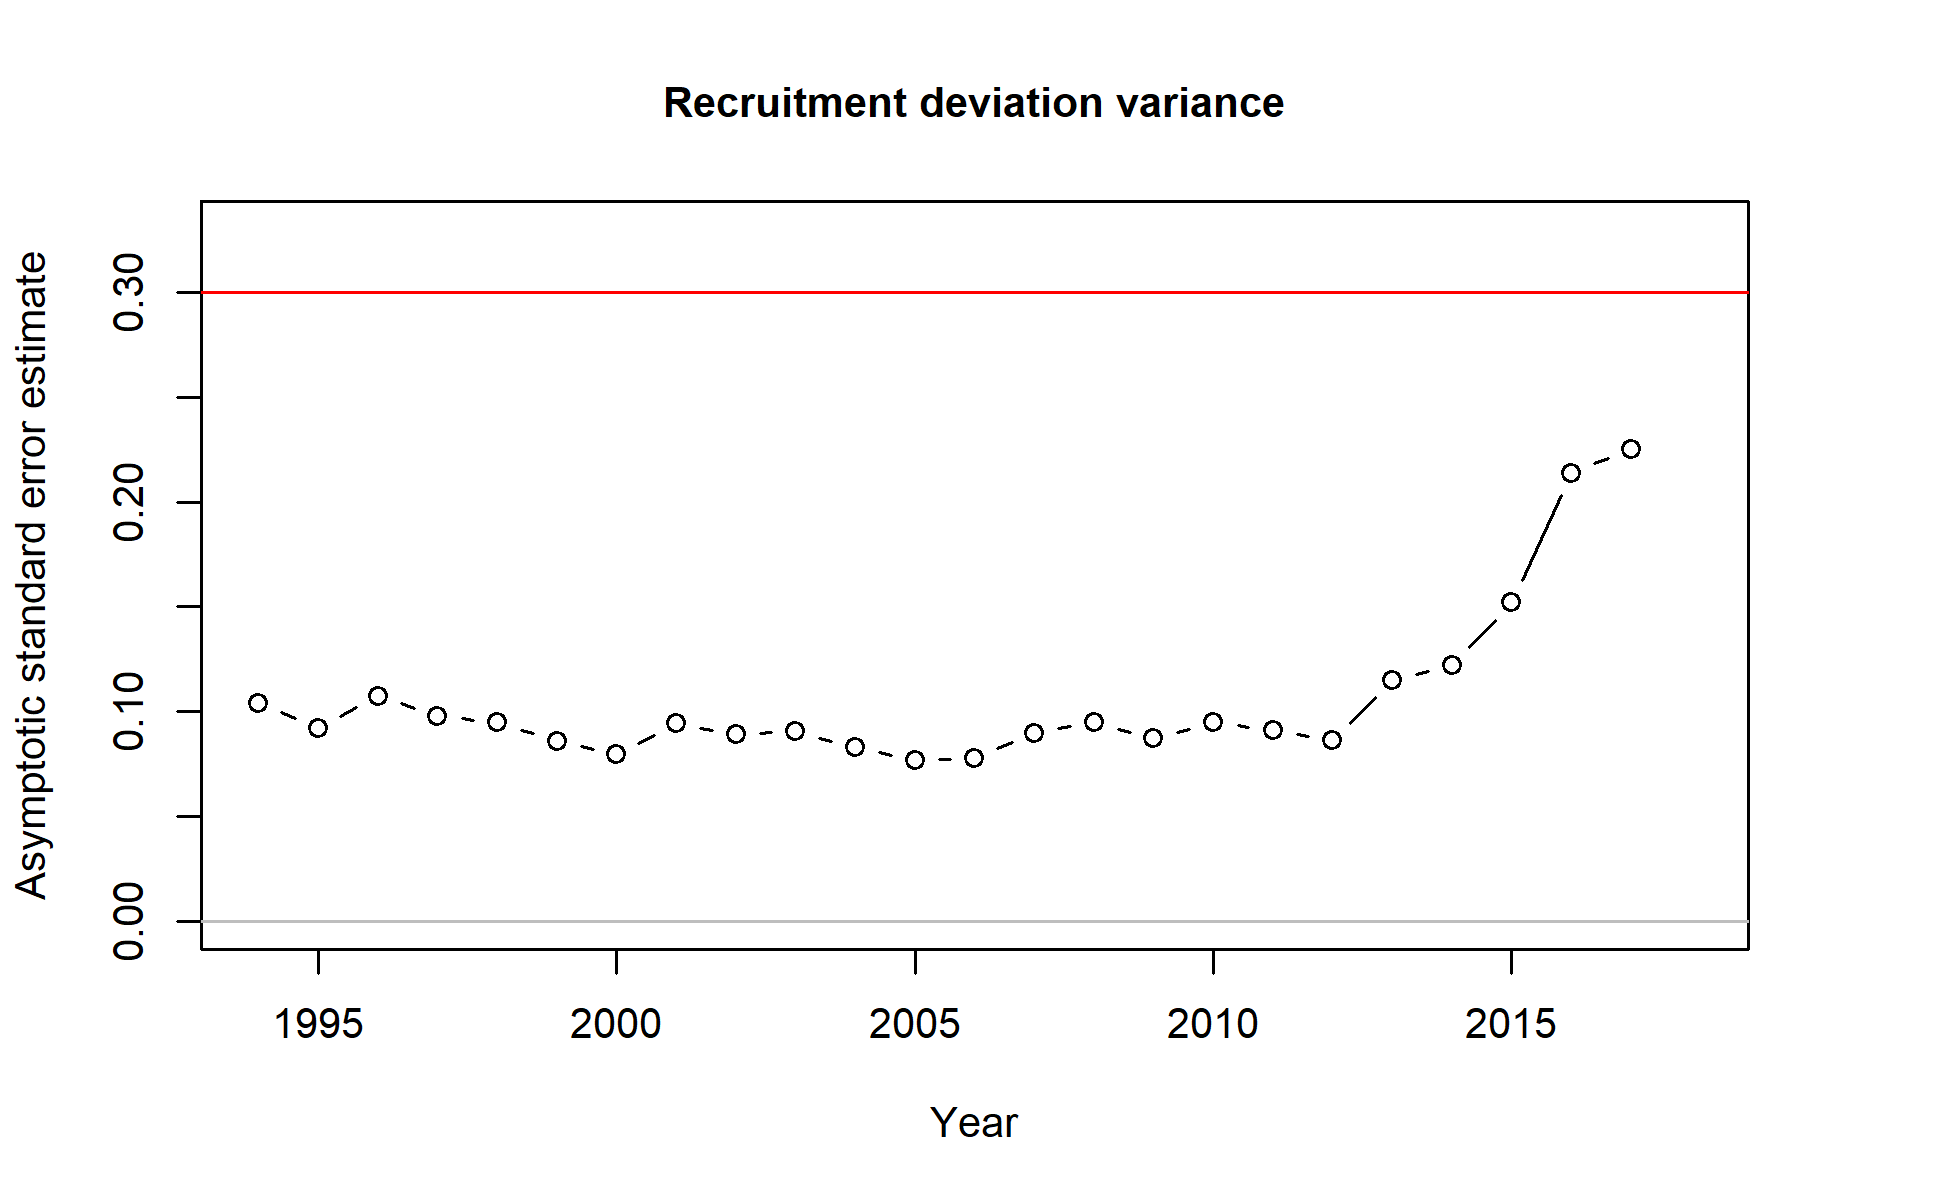 Recruitment deviation variance
Asymptotic standard error estimate
0.30
0.20
0.10
0.00
1995 2000 2005 2010 2015
Year